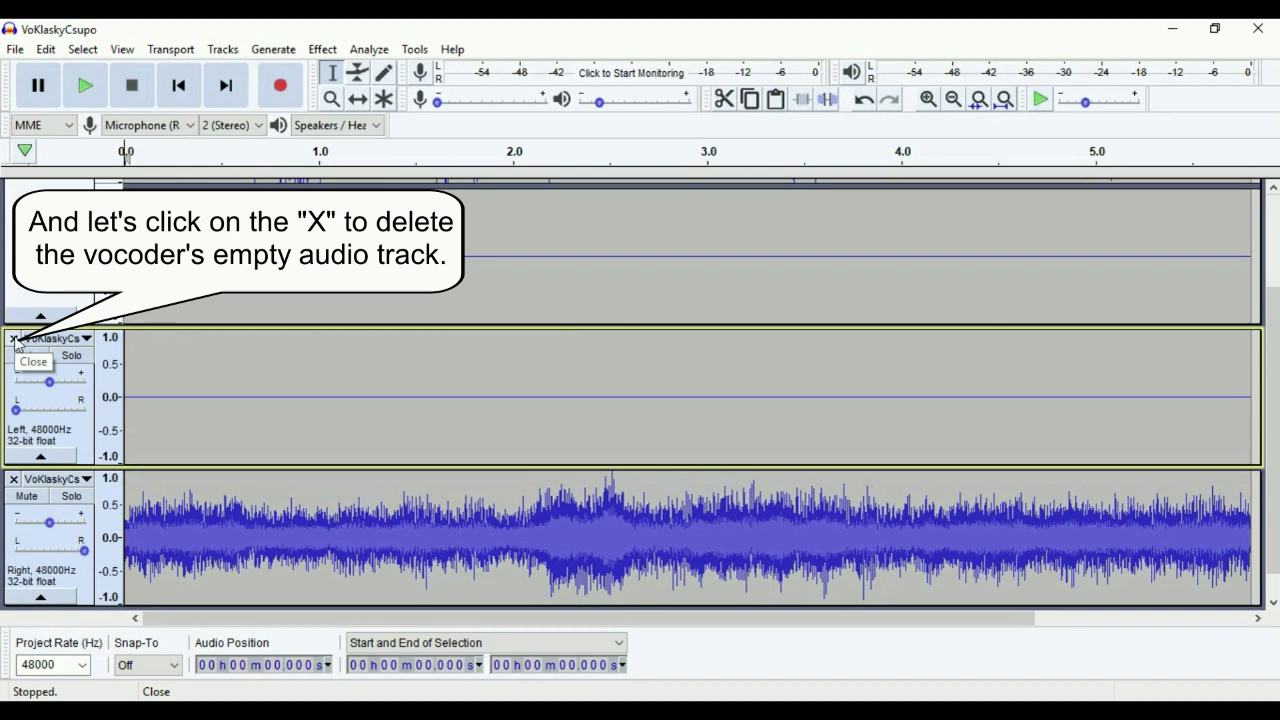 VoKlaskyCsupo
File Edit Select View Transport Tracks Generate Effect Analyze Tools Help
L R -54 -48 -42 Click to Start Monitoring -18 -12 -6 0
L R -54 -48 -42 -36 -30 -24 -18 -12 -6 0
- + - + - +
MME Microphone (R 2 (Stereo) Speakers / Hea
0.0 1.0 2.0 3.0 4.0 5.0
And let's click on the "X" to delete
the vocoder's empty audio track.
X VoKlaskyCs 1.0
Solo 0.5
Close
- +
L R 0.0
Left, 48000Hz -0.5
32-bit float
-1.0
X VoKlaskyCs 1.0
Mute Solo 0.5
- +
L R 0.0
Right, 48000Hz -0.5
32-bit float
-1.0
Project Rate (Hz) Snap-To Audio Position Start and End of Selection
48000 Off 00 h 00 m 00.000 s 00 h 00 m 00.000 s 00 h 00 m 00.000 s
Stopped. Close